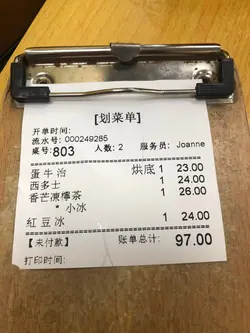 [划菜单]
开单时间:
流水号: 000249285
桌号: 803 人数: 2 服务员: Joanne
蛋牛治 烘底 1 23.00
西多士 1 24.00
香芒凍檸茶 1 26.00
* 小冰
紅豆冰 1 24.00
【未付款】 账单总计: 97.00
打印时间: